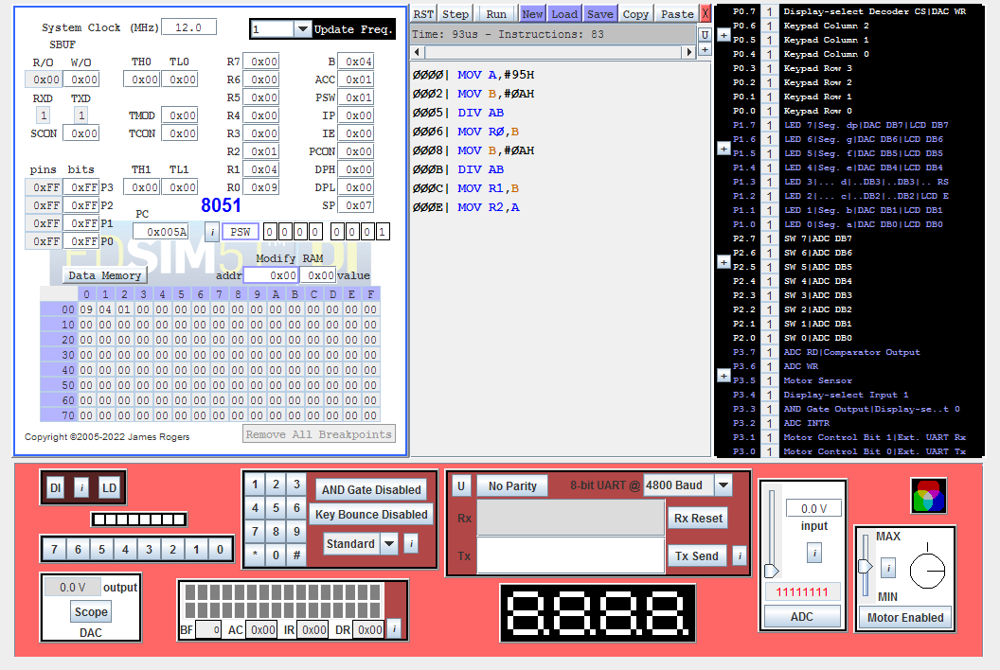 System Clock (MHz) 12.0 1 Update Freq.
SBUF
R/O W/O TH0 TL0 R7 0x00 B 0x04
0x00 0x00 0x00 0x00 R6 0x00 ACC 0x01
RXD TXD R5 0x00 PSW 0x01
1 1 TMOD 0x00 R4 0x00 IP 0x00
SCON 0x00 TCON 0x00 R3 0x00 IE 0x00
R2 0x01 PCON 0x00
pins bits TH1 TL1 R1 0x04 DPH 0x00
0xFF 0xFF P3 0x00 0x00 R0 0x09 DPL 0x00
0xFF 0xFF P2 8051 SP 0x07
0xFF 0xFF P1 PC
0xFF 0xFF P0 0x005A i PSW 0 0 0 0 0 0 0 1
Modify RAM
Data Memory addr 0x00 0x00 value
0 1 2 3 4 5 6 7 8 9 A B C D E F
00 09 04 01 00 00 00 00 00 00 00 00 00 00 00 00 00
10 00 00 00 00 00 00 00 00 00 00 00 00 00 00 00 00
20 00 00 00 00 00 00 00 00 00 00 00 00 00 00 00 00
30 00 00 00 00 00 00 00 00 00 00 00 00 00 00 00 00
40 00 00 00 00 00 00 00 00 00 00 00 00 00 00 00 00
50 00 00 00 00 00 00 00 00 00 00 00 00 00 00 00 00
60 00 00 00 00 00 00 00 00 00 00 00 00 00 00 00 00
70 00 00 00 00 00 00 00 00 00 00 00 00 00 00 00 00
Copyright ©2005-2022 James Rogers Remove All Breakpoints
RST Step Run New Load Save Copy Paste X
Time: 93us - Instructions: 83 U
+
0000| MOV A,#95H
0002| MOV B,#0AH
0005| DIV AB
0006| MOV R0,B
0008| MOV B,#0AH
000B| DIV AB
000C| MOV R1,B
000E| MOV R2,A
P0.7 1 Display-select Decoder CS|DAC WR
P0.6 1 Keypad Column 2
P0.5 1 Keypad Column 1
P0.4 1 Keypad Column 0
P0.3 1 Keypad Row 3
P0.2 1 Keypad Row 2
P0.1 1 Keypad Row 1
P0.0 1 Keypad Row 0
P1.7 1 LED 7|Seg. dp|DAC DB7|LCD DB7
P1.6 1 LED 6|Seg. g|DAC DB6|LCD DB6
P1.5 1 LED 5|Seg. f|DAC DB5|LCD DB5
P1.4 1 LED 4|Seg. e|DAC DB4|LCD DB4
P1.3 1 LED 3|... d|..DB3|..DB3|.. RS
P1.2 1 LED 2|... c|..DB2|..DB2|LCD E
P1.1 1 LED 1|Seg. b|DAC DB1|LCD DB1
P1.0 1 LED 0|Seg. a|DAC DB0|LCD DB0
P2.7 1 SW 7|ADC DB7
P2.6 1 SW 6|ADC DB6
P2.5 1 SW 5|ADC DB5
P2.4 1 SW 4|ADC DB4
P2.3 1 SW 3|ADC DB3
P2.2 1 SW 2|ADC DB2
P2.1 1 SW 1|ADC DB1
P2.0 1 SW 0|ADC DB0
P3.7 1 ADC RD|Comparator Output
P3.6 1 ADC WR
P3.5 1 Motor Sensor
P3.4 1 Display-select Input 1
P3.3 1 AND Gate Output|Display-se..t 0
P3.2 1 ADC INTR
P3.1 1 Motor Control Bit 1|Ext. UART Rx
P3.0 1 Motor Control Bit 0|Ext. UART Tx
DI i LD
7 6 5 4 3 2 1 0
0.0 V output
Scope
DAC
1 2 3 AND Gate Disabled
4 5 6 Key Bounce Disabled
7 8 9 Standard i
* 0 #
BF 0 AC 0x00 IR 0x00 DR 0x00 i
U No Parity 8-bit UART @ 4800 Baud
Rx Rx Reset
Tx Tx Send i
8.8.8.8.
0.0 V
input
i
11111111
ADC
MAX
i
MIN
Motor Enabled